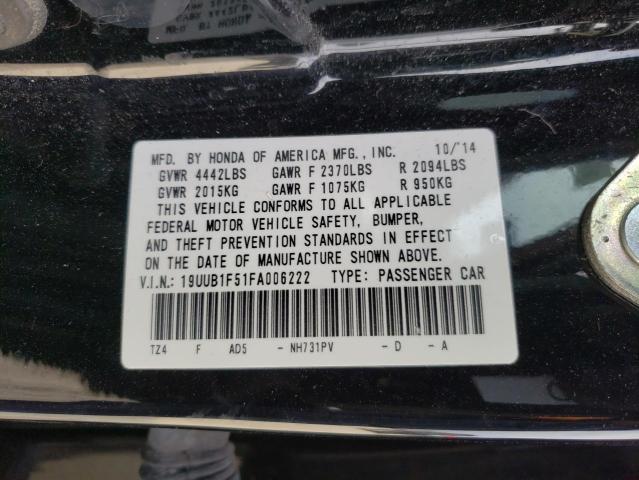 MFD. BY HONDA OF AMERICA MFG., INC. 10/'14
GVWR 4442LBS GAWR F 2370LBS R 2094LBS
GVWR 2015KG GAWR F 1075KG R 950KG
THIS VEHICLE CONFORMS TO ALL APPLICABLE
FEDERAL MOTOR VEHICLE SAFETY, BUMPER,
AND THEFT PREVENTION STANDARDS IN EFFECT
ON THE DATE OF MANUFACTURE SHOWN ABOVE.
V.I.N.: 19UUB1F51FA006222 TYPE: PASSENGER CAR
TZ4 F AD5 - NH731PV - D - A